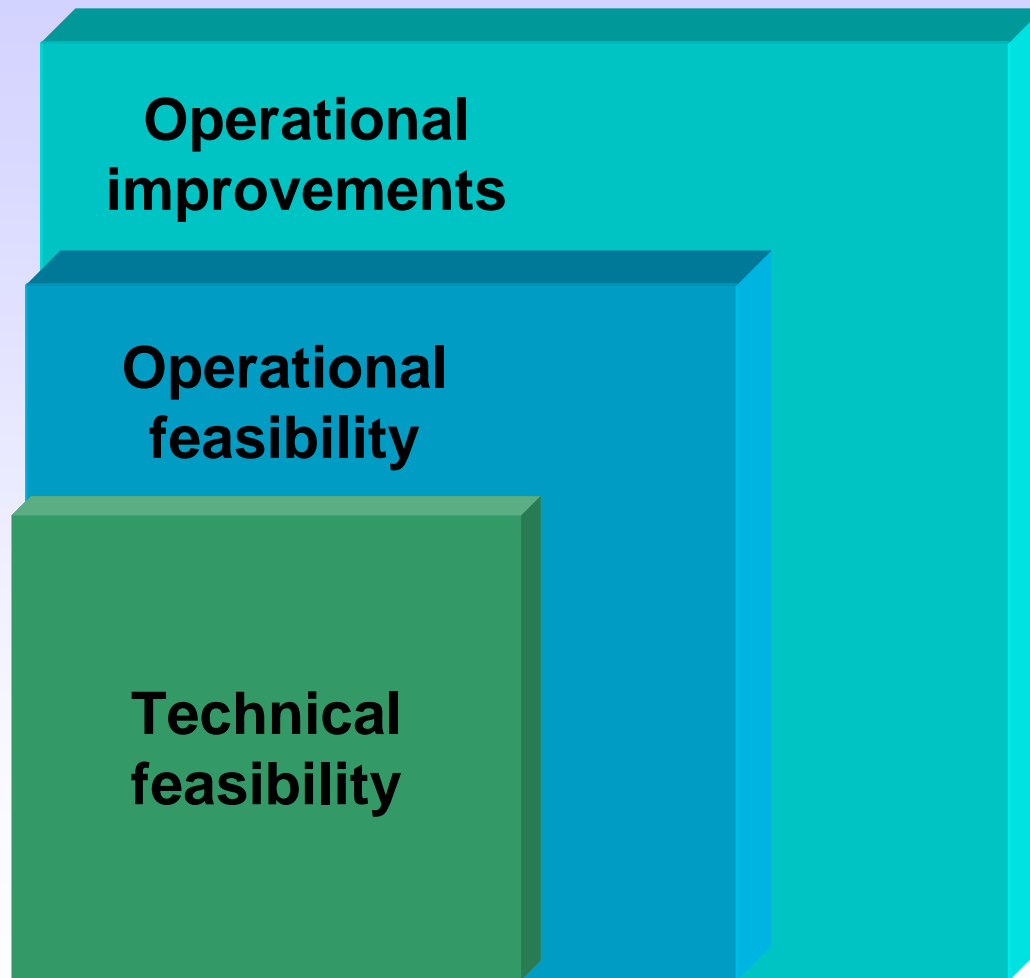 Operational
improvements
Operational
feasibility
Technical
feasibility